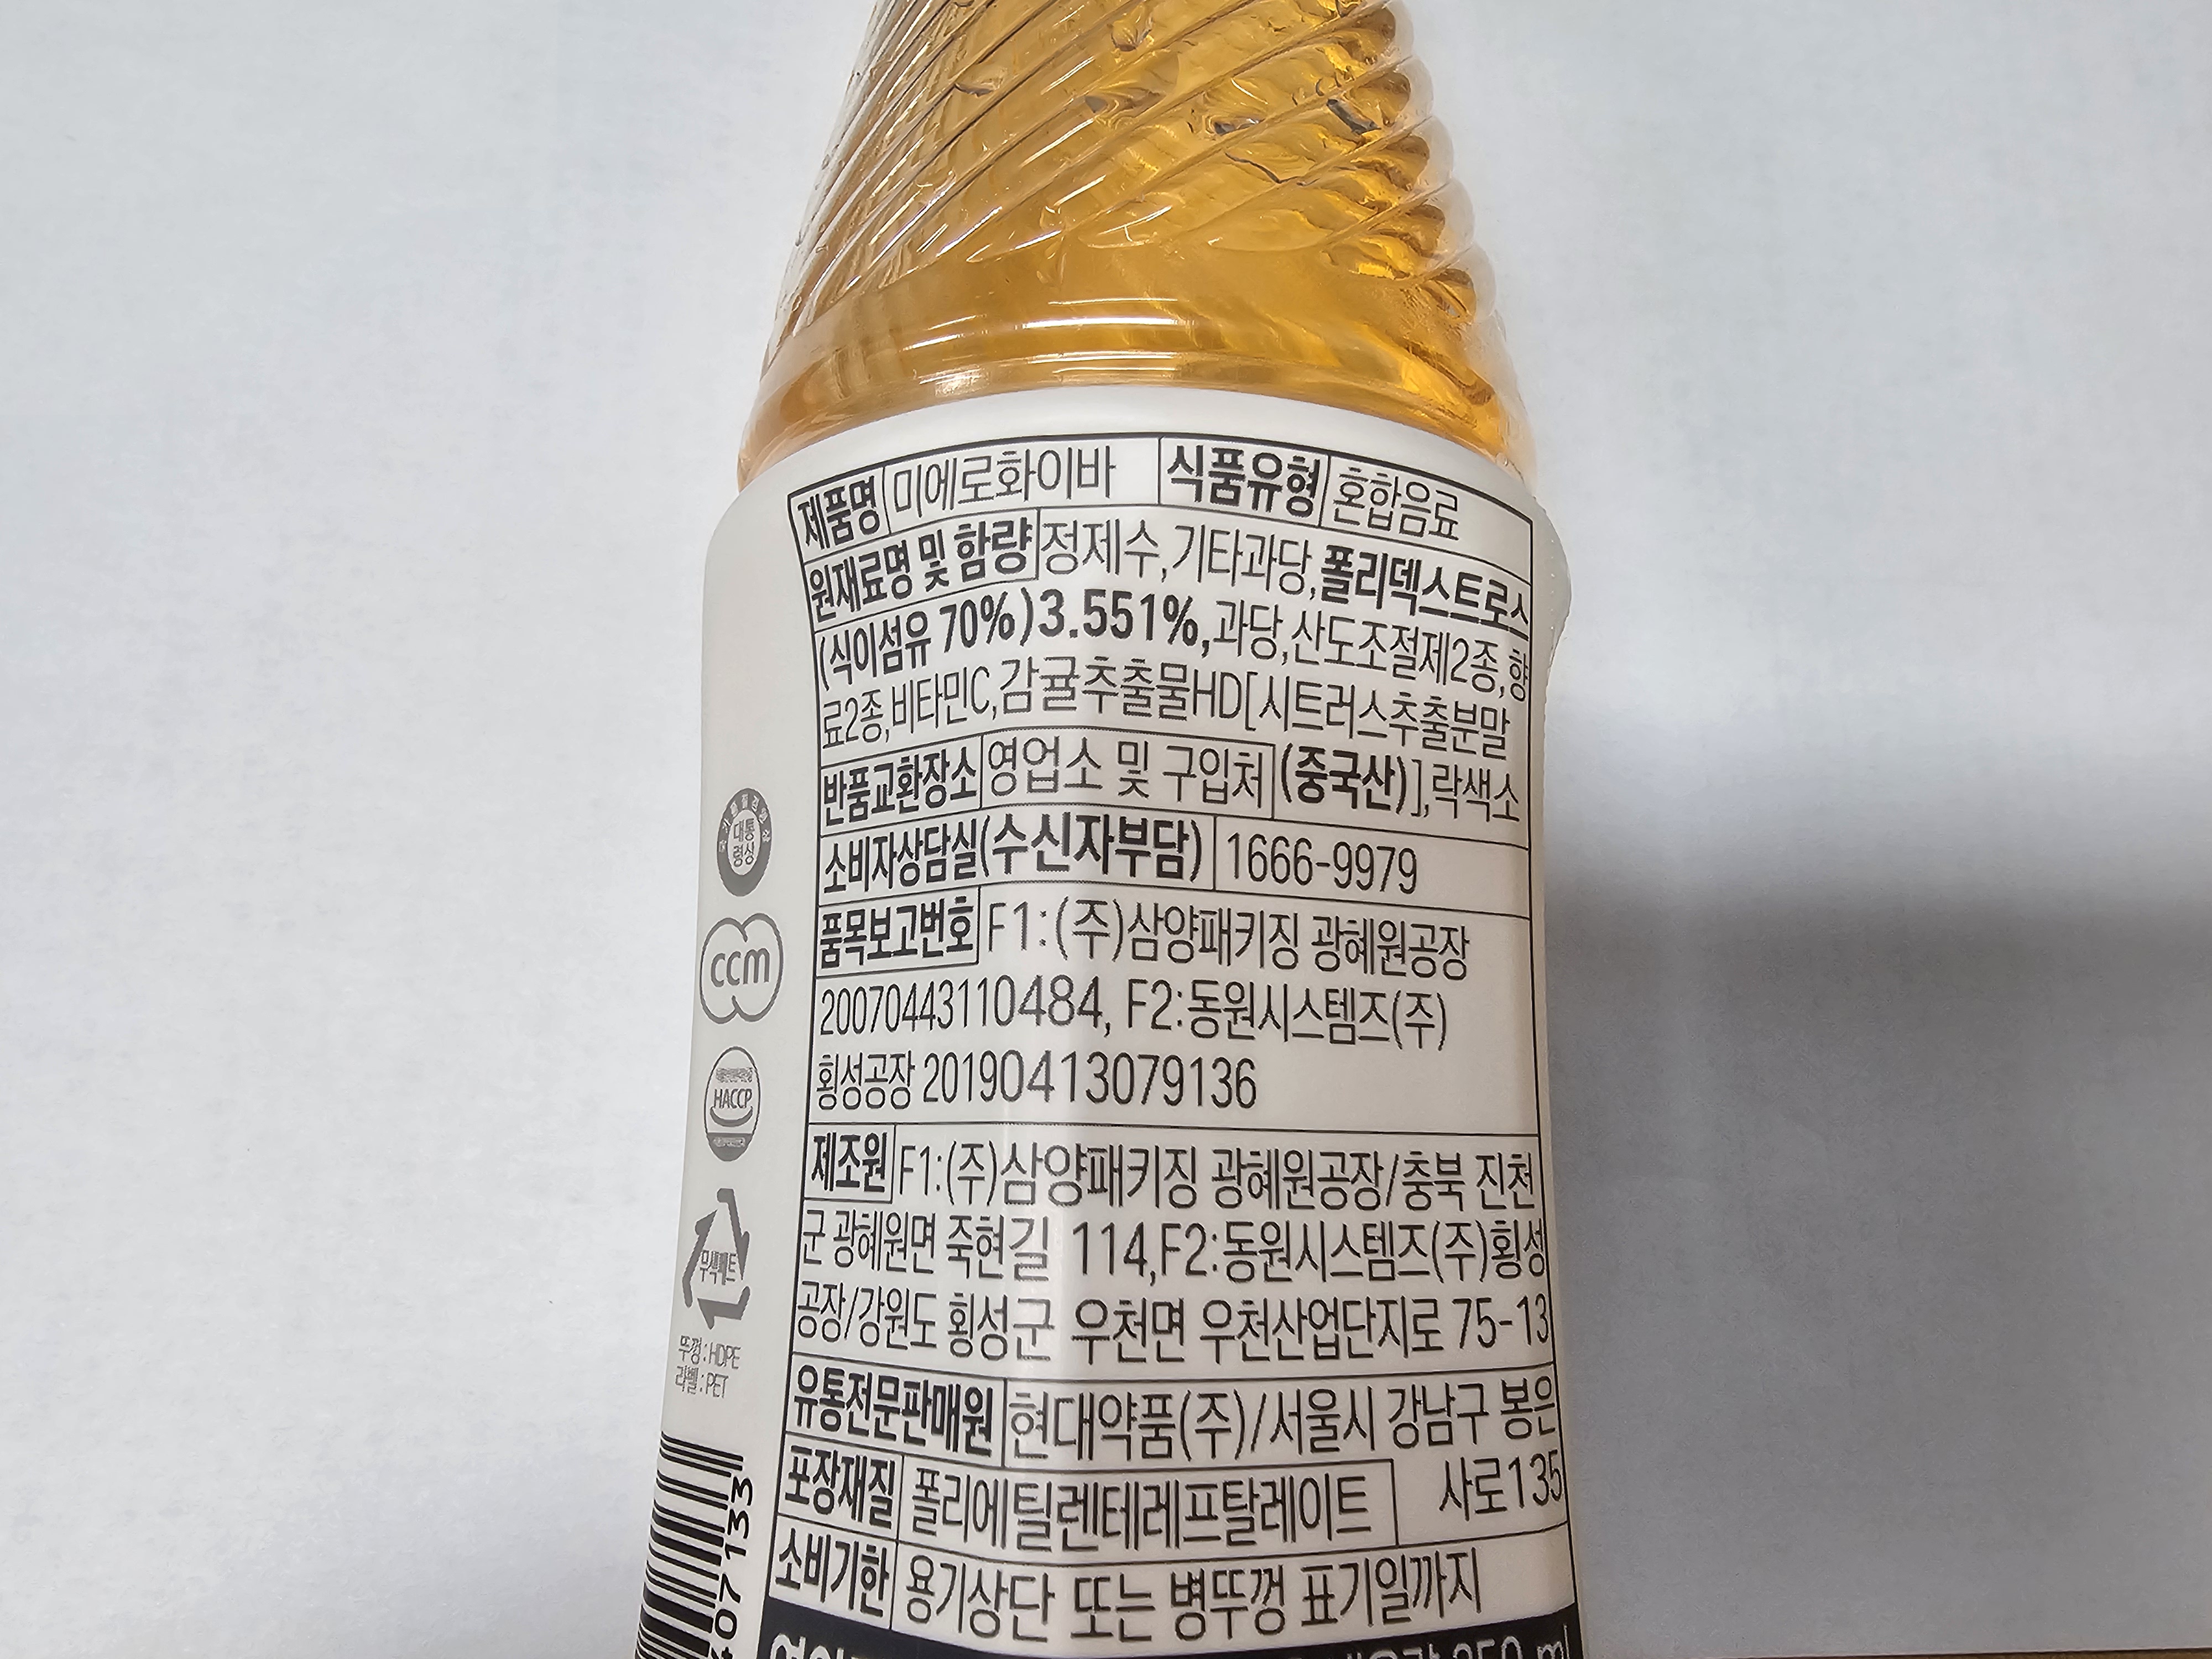 제품명 미에로화이바 식품유형 혼합음료
원재료명 및 함량 정제수,기타과당,폴리덱스트로스
(식이섬유 70%)3.551%,과당,산도조절제2종,향
료2종,비타민C,감귤추출물HD[시트러스추출분말
반품교환장소 영업소 및 구입처 (중국산)],락색소
소비자상담실(수신자부담) 1666-9979
품목보고번호 F1:(주)삼양패키징 광혜원공장
20070443110484, F2:동원시스템즈(주)
횡성공장 20190413079136
제조원 F1:(주)삼양패키징 광혜원공장/충북 진천
군 광혜원면 죽현길 114,F2:동원시스템즈(주)횡성
공장/강원도 횡성군 우천면 우천산업단지로 75-13
유통전문판매원 현대약품(주)/서울시 강남구 봉은
포장재질 폴리에틸렌테레프탈레이트 사로135
소비기한 용기상단 또는 병뚜껑 표기일까지
대통
령상
ccm
HACCP
무색페트
뚜껑:HDPE
라벨:PET
407133